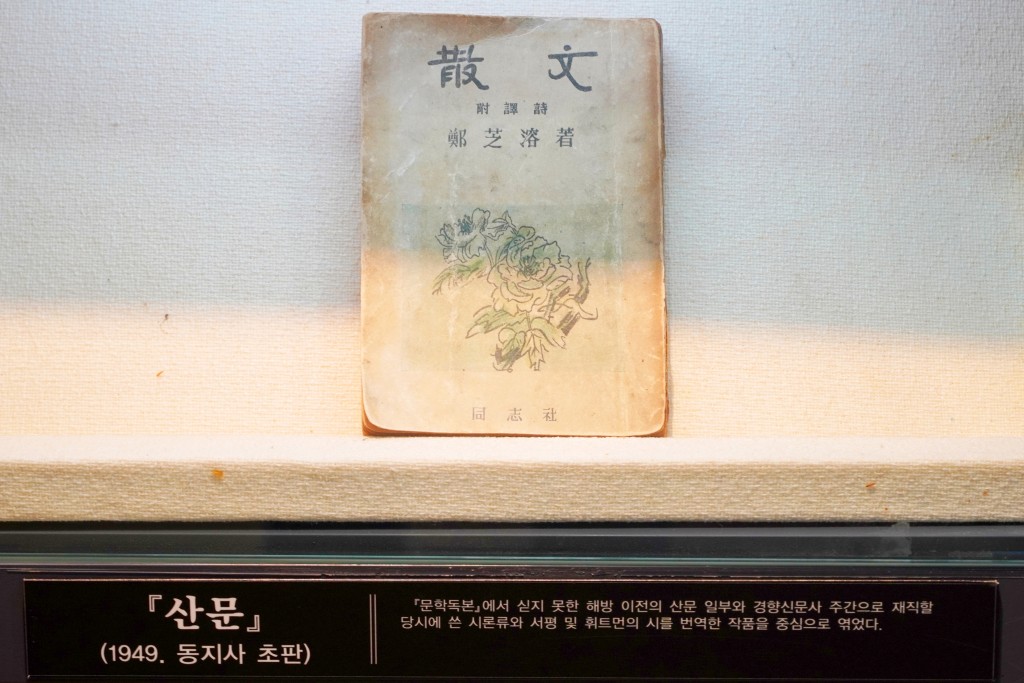 散 文
附 譯 詩
鄭 芝 溶 著
同 志 社
『산문』
(1949. 동지사 초판)
『문학독본』에서 싣지 못한 해방 이전의 산문 일부와 경향신문사 주간으로 재직할
당시에 쓴 시론류와 서평 및 휘트먼의 시를 번역한 작품을 중심으로 엮었다.